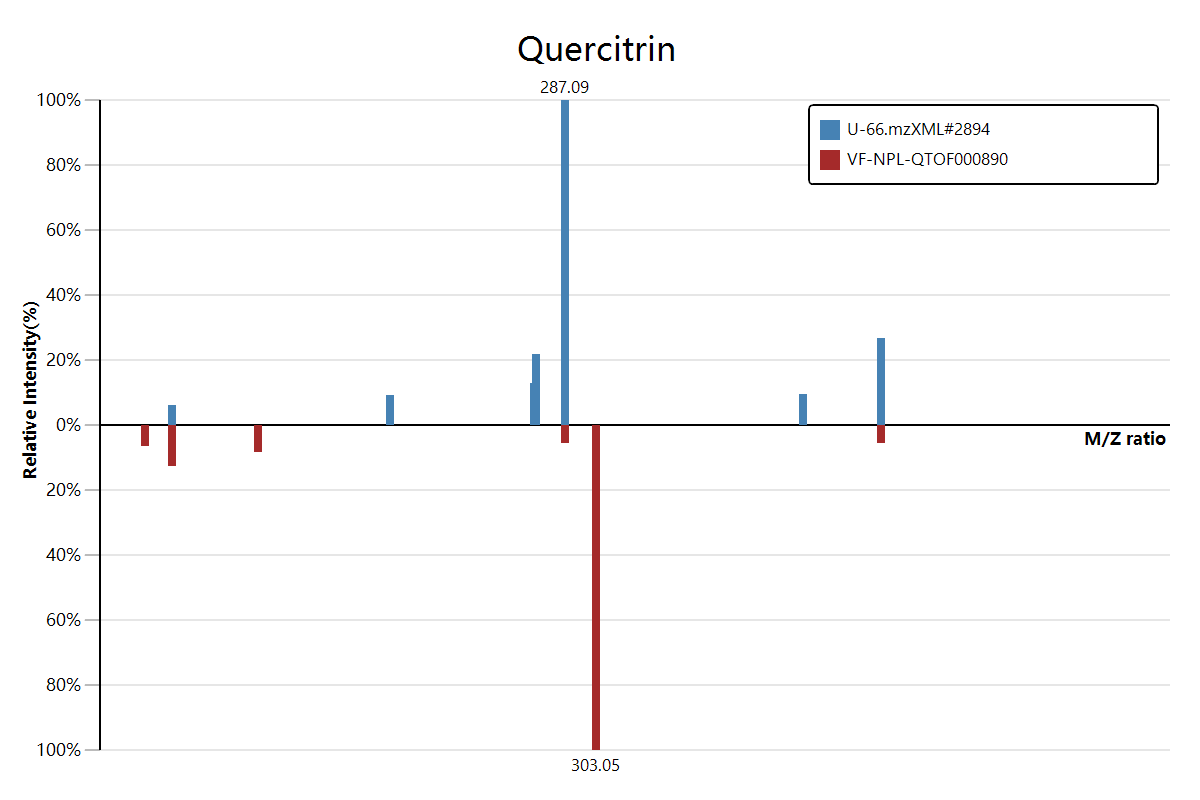 Quercitrin
287.09
U-66.mzXML#2894
VF-NPL-QTOF000890
100%
80%
60%
40%
20%
0%
20%
40%
60%
80%
100%
Relative Intensity(%)
M/Z ratio
303.05